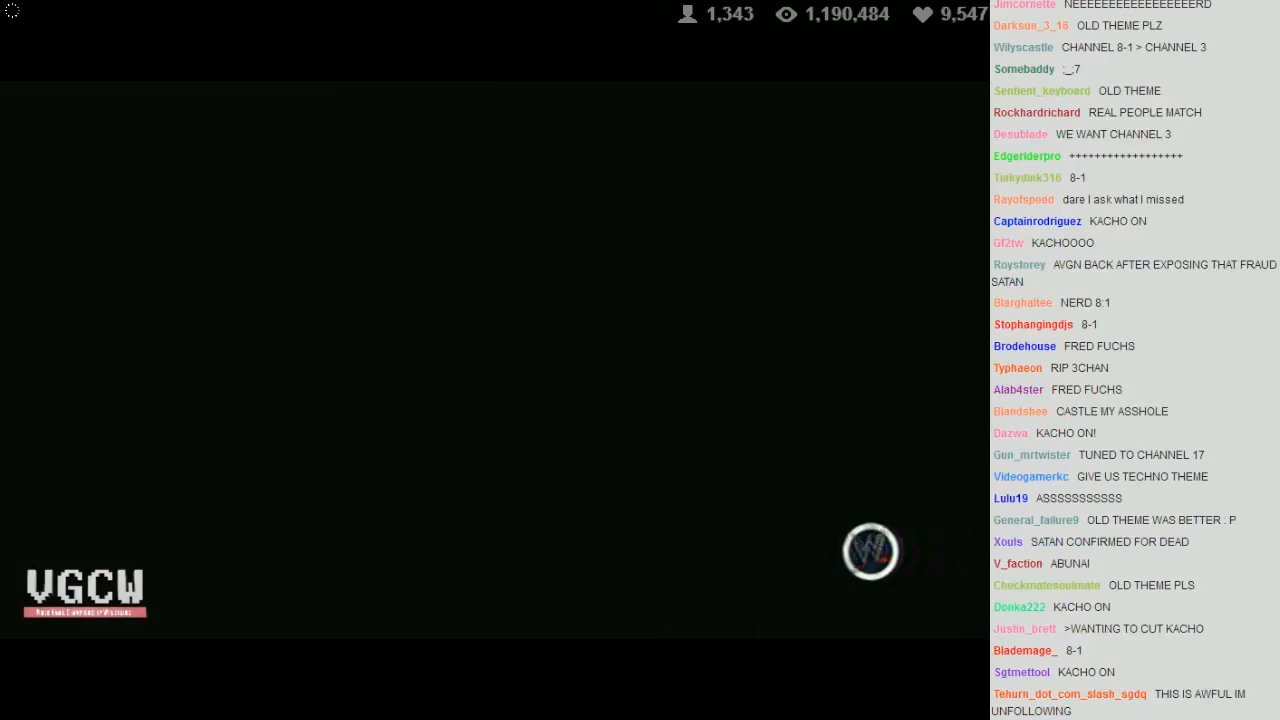 1,343 1,190,484 9,547
Jimcornette NEEEEEEEEEEEEEEEERD
Darksun_3_16 OLD THEME PLZ
Wilyscastle CHANNEL 8-1 > CHANNEL 3
Somebaddy ;_;7
Sentient_keyboard OLD THEME
Rockhardrichard REAL PEOPLE MATCH
Desublade WE WANT CHANNEL 3
Edgeriderpro ++++++++++++++++++
Tinkydink316 8-1
Rayofspeed dare I ask what I missed
Captainrodriguez KACHO ON
Gf2tw KACHOOOO
Roystorey AVGN BACK AFTER EXPOSING THAT FRAUD
SATAN
Blarghaltee NERD 8:1
Stophangingdjs 8-1
Brodehouse FRED FUCHS
Typhaeon RIP 3CHAN
Alab4ster FRED FUCHS
Blandshee CASTLE MY ASSHOLE
Dazwa KACHO ON!
Gun_mrtwister TUNED TO CHANNEL 17
Videogamerkc GIVE US TECHNO THEME
Lulu19 ASSSSSSSSSSS
General_failure9 OLD THEME WAS BETTER : P
Xouls SATAN CONFIRMED FOR DEAD
V_faction ABUNAI
Checkmatesoulmate OLD THEME PLS
Donka222 KACHO ON
Justin_brett >WANTING TO CUT KACHO
Blademage_ 8-1
Sgtmettool KACHO ON
Tehurn_dot_com_slash_sgdq THIS IS AWFUL IM
UNFOLLOWING
VGCW